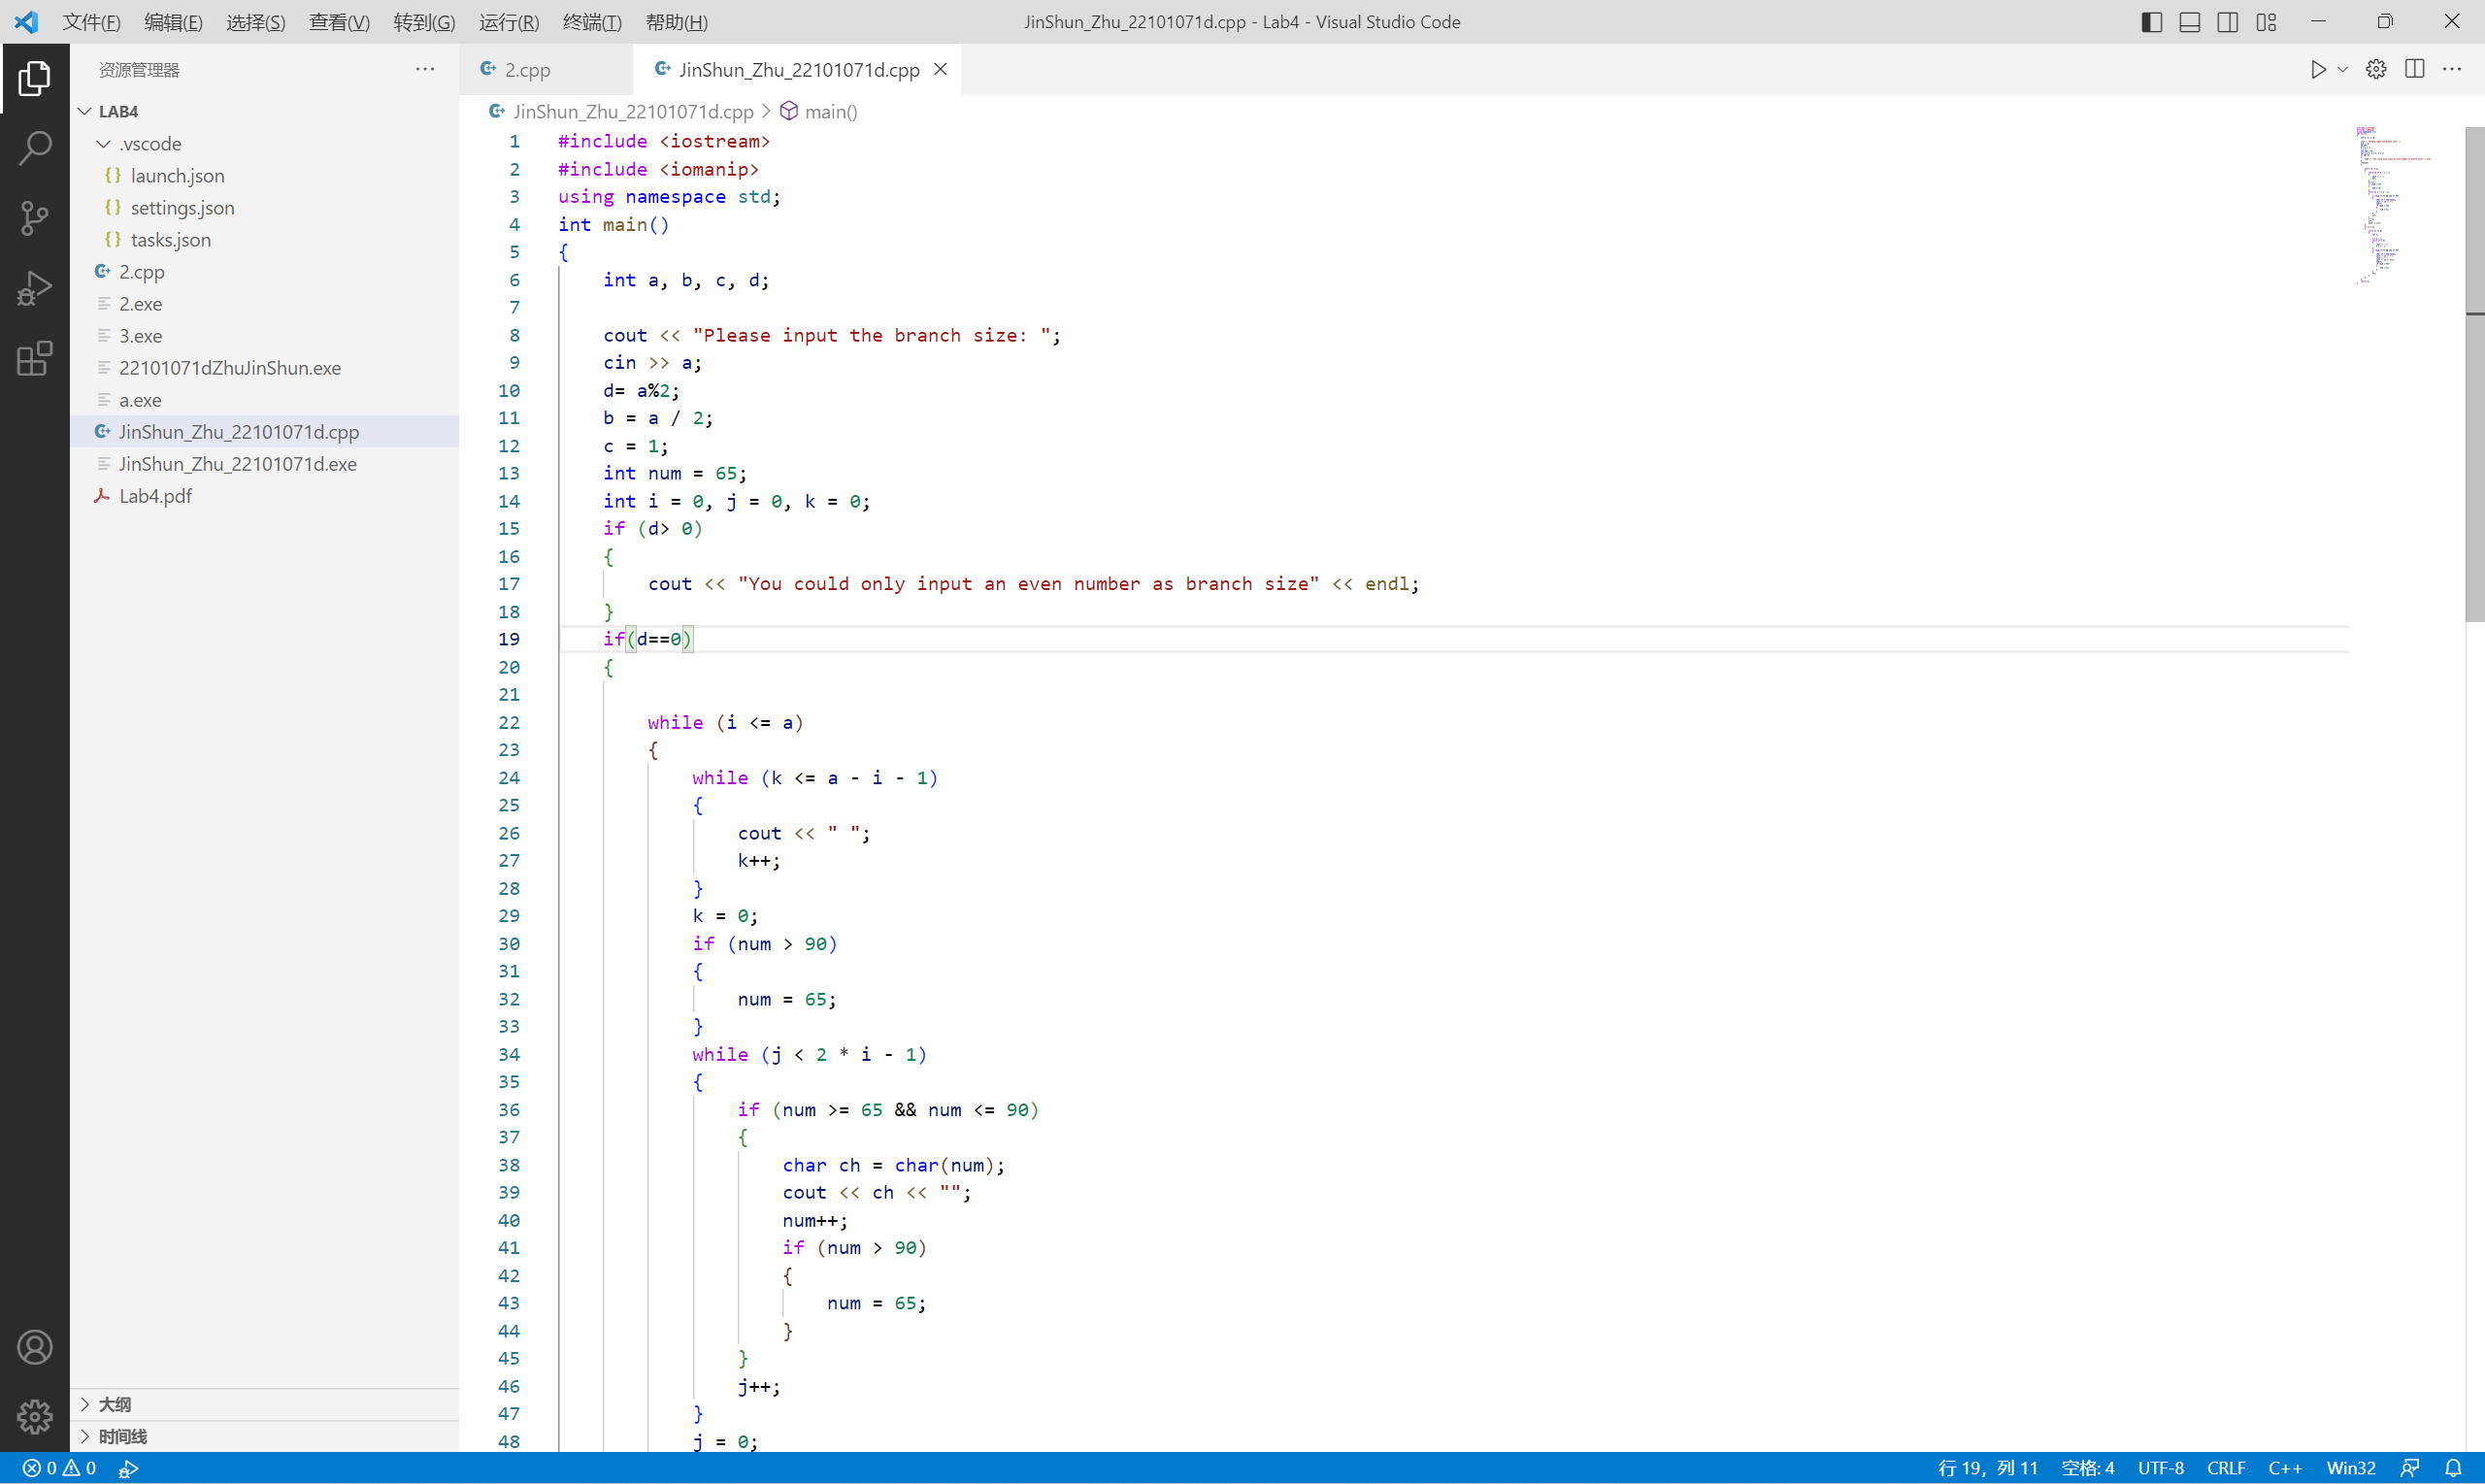 文件(F) 编辑(E) 选择(S) 查看(V) 转到(G) 运行(R) 终端(T) 帮助(H) JinShun_Zhu_22101071d.cpp - Lab4 - Visual Studio Code
资源管理器
LAB4
.vscode
{} launch.json
{} settings.json
{} tasks.json
2.cpp
2.exe
3.exe
22101071dZhuJinShun.exe
a.exe
JinShun_Zhu_22101071d.cpp
JinShun_Zhu_22101071d.exe
Lab4.pdf
大纲
时间线
2.cpp JinShun_Zhu_22101071d.cpp
JinShun_Zhu_22101071d.cpp > main()
1 #include <iostream>
2 #include <iomanip>
3 using namespace std;
4 int main()
5 {
6 int a, b, c, d;
7
8 cout << "Please input the branch size: ";
9 cin >> a;
10 d= a%2;
11 b = a / 2;
12 c = 1;
13 int num = 65;
14 int i = 0, j = 0, k = 0;
15 if (d> 0)
16 {
17 cout << "You could only input an even number as branch size" << endl;
18 }
19 if(d==0)
20 {
21
22 while (i <= a)
23 {
24 while (k <= a - i - 1)
25 {
26 cout << " ";
27 k++;
28 }
29 k = 0;
30 if (num > 90)
31 {
32 num = 65;
33 }
34 while (j < 2 * i - 1)
35 {
36 if (num >= 65 && num <= 90)
37 {
38 char ch = char(num);
39 cout << ch << "";
40 num++;
41 if (num > 90)
42 {
43 num = 65;
44 }
45 }
46 j++;
47 }
48 j = 0;
0 0 行 19，列 11 空格: 4 UTF-8 CRLF C++ Win32